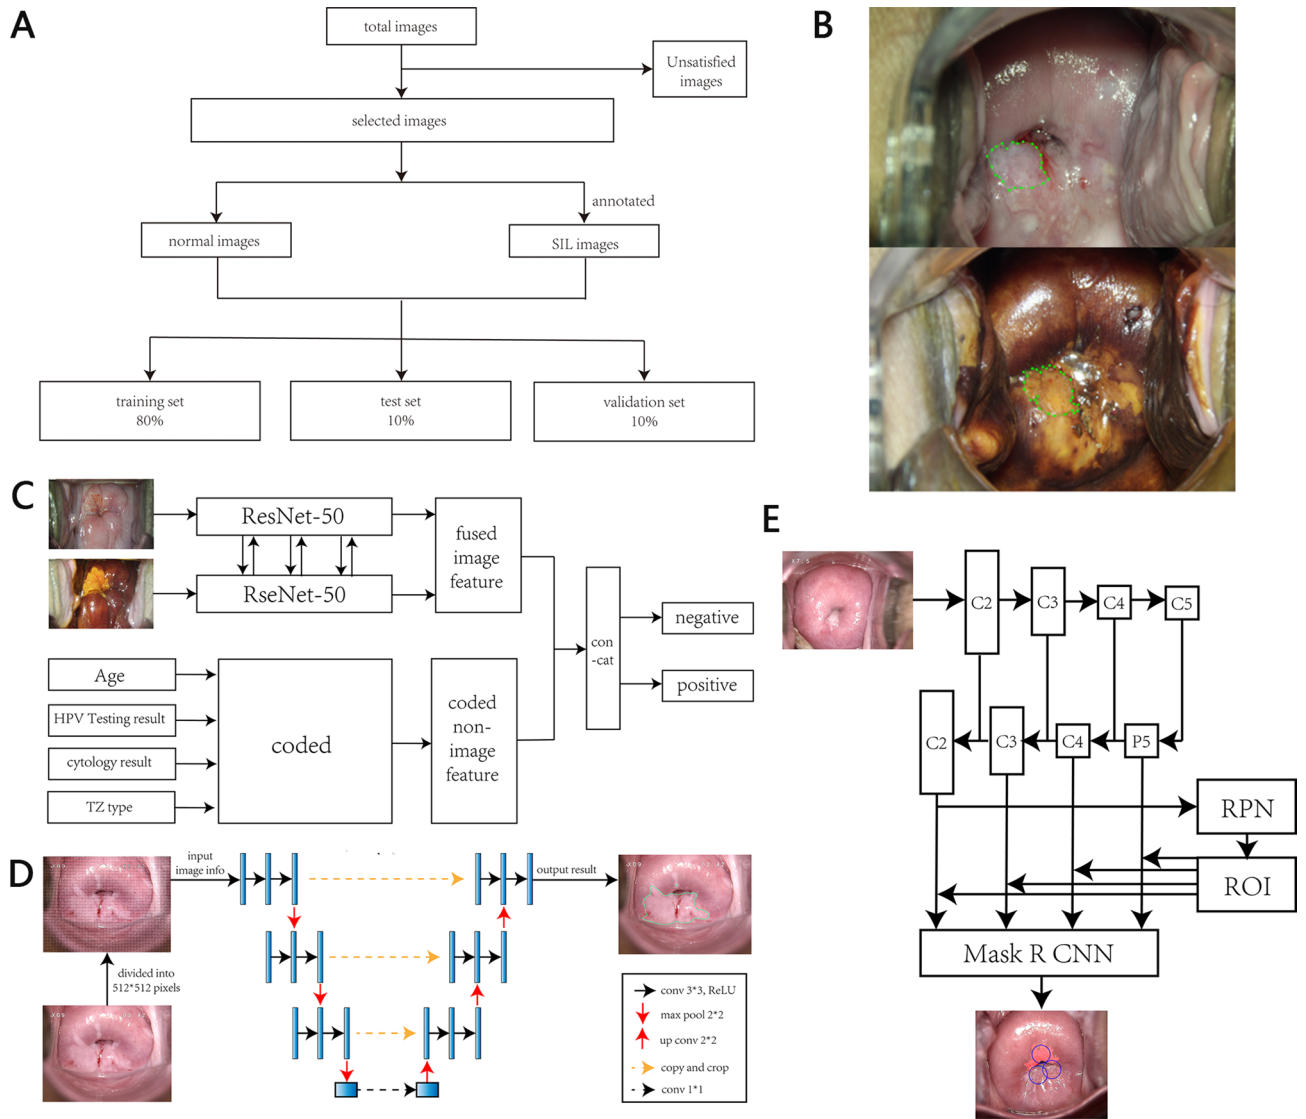 A
total images
Unsatisfied
images
selected images
annotated
normal images
SIL images
training set
80%
test set
10%
validation set
10%
B
C
ResNet-50
RseNet-50
fused
image
feature
Age
HPV Testing result
cytology result
TZ type
coded
coded
non-
image
feature
con
-cat
negative
positive
D
input
image info
output result
divided into
512*512 pixels
conv 3*3, ReLU
max pool 2*2
up conv 2*2
copy and crop
conv 1*1
E
X7.5
C2
C3
C4
C5
C2
C3
C4
P5
RPN
ROI
Mask R CNN